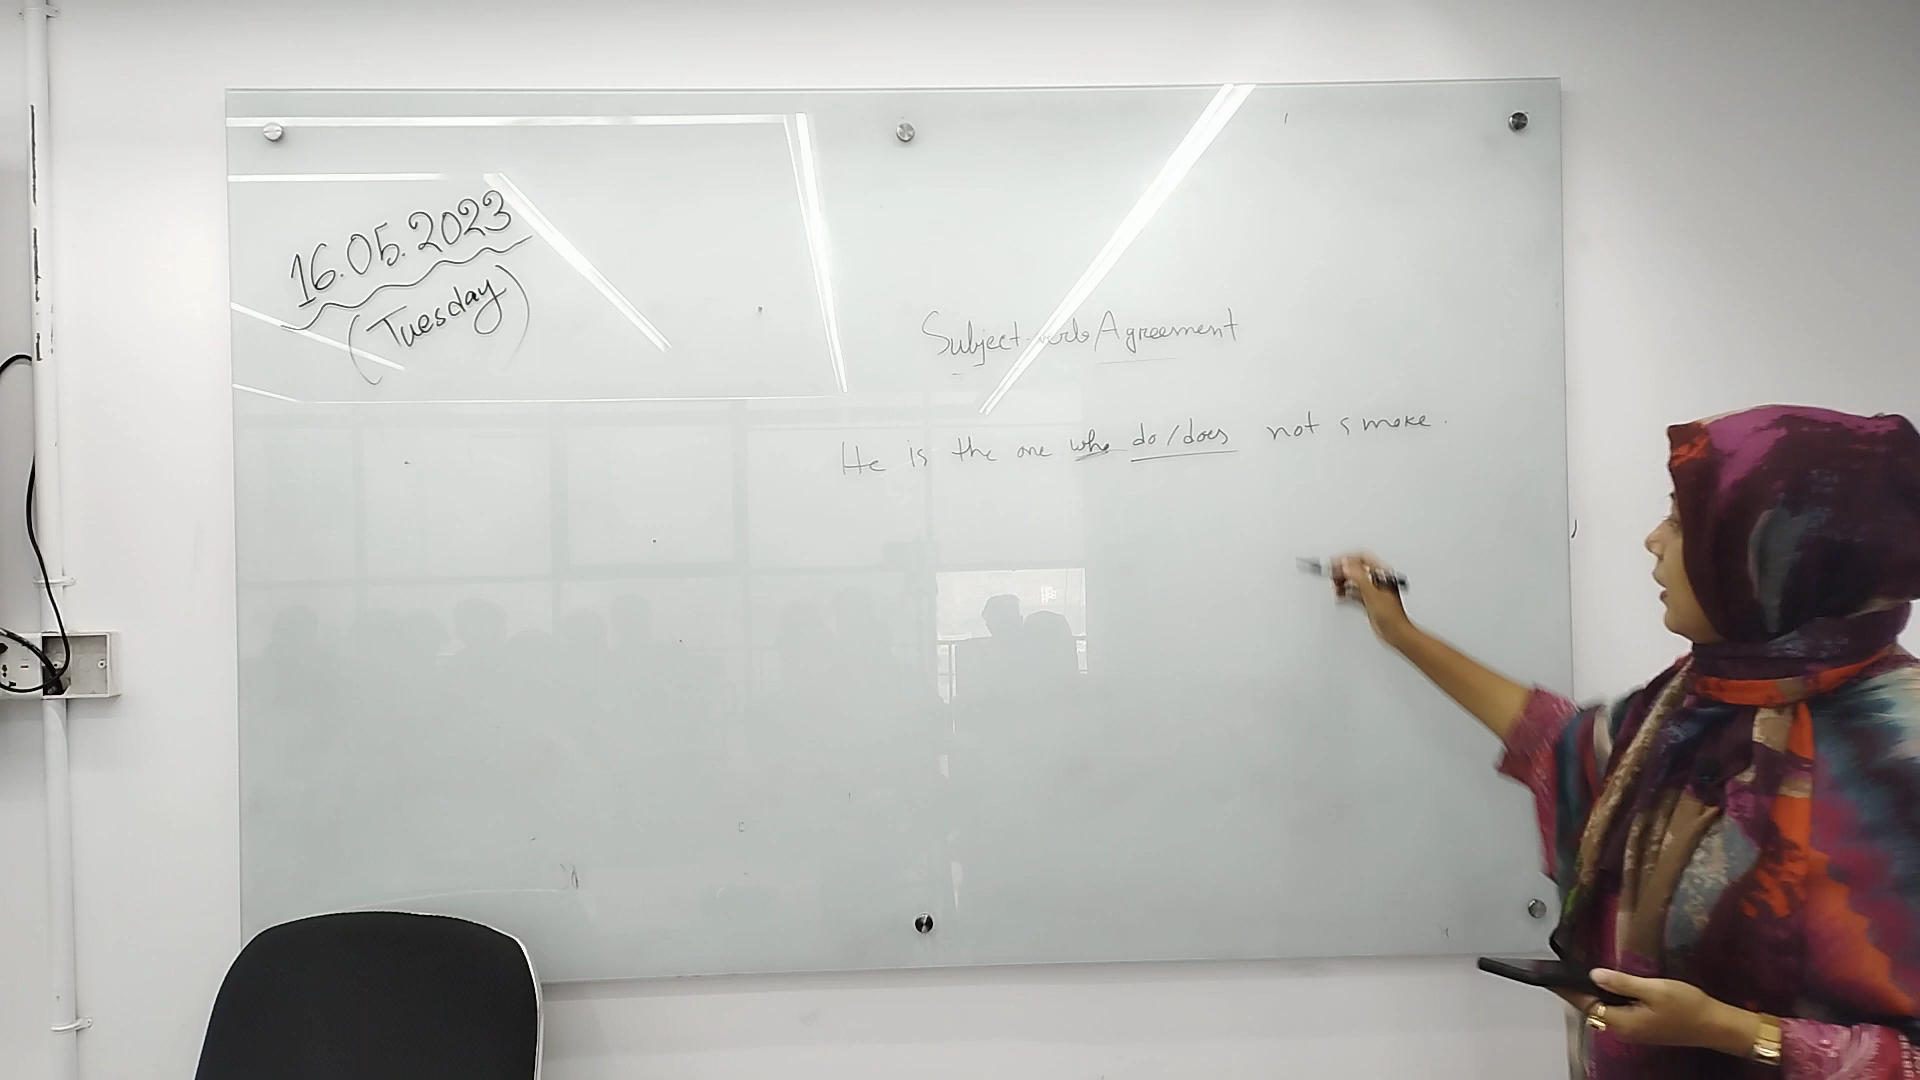 16.05.2023
(Tuesday)
Subject-verb Agreement
He is the one who do/does not smoke.